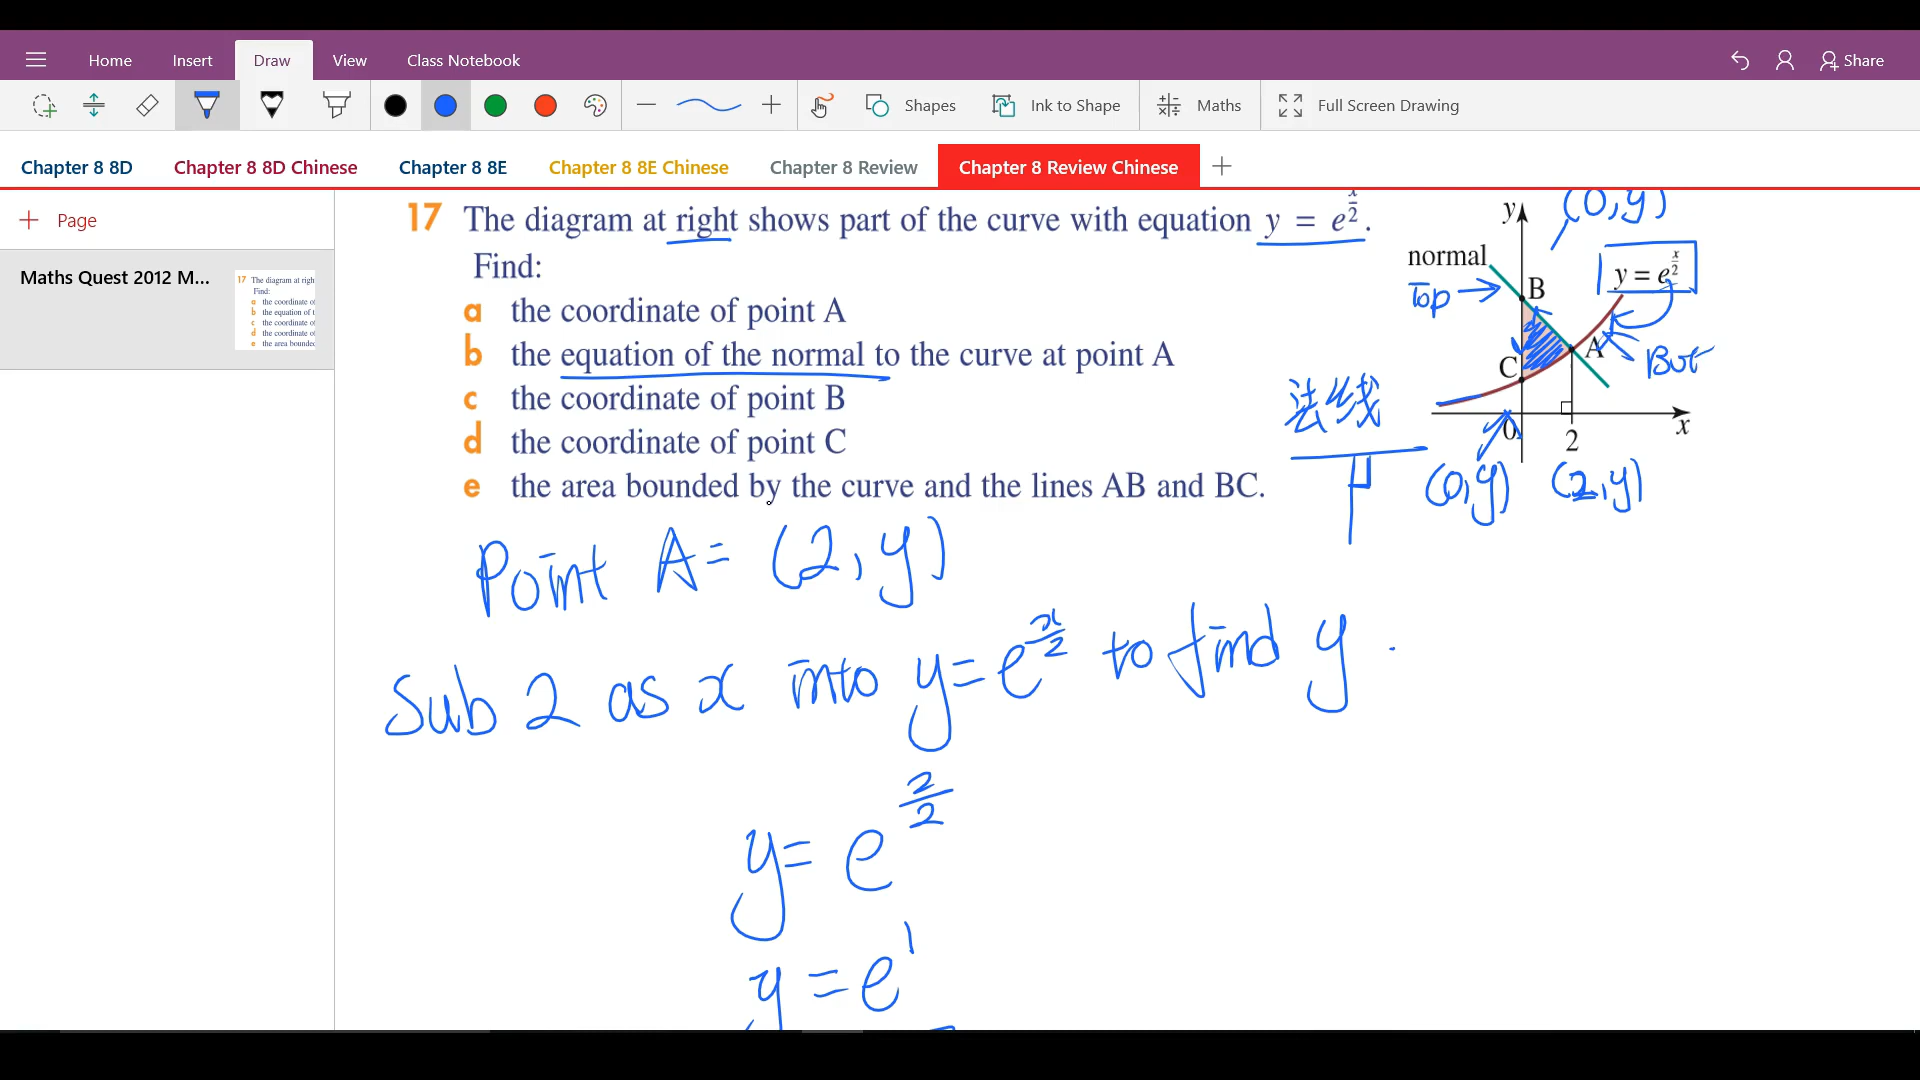 Home Insert Draw View Class Notebook Share
Shapes Ink to Shape Maths Full Screen Drawing
Chapter 8 8D Chapter 8 8D Chinese Chapter 8 8E Chapter 8 8E Chinese Chapter 8 Review Chapter 8 Review Chinese
+ Page
Maths Quest 2012 M...
17 The diagram at right shows part of the curve with equation y = e^(x/2).
Find:
a the coordinate of point A
b the equation of the normal to the curve at point A
c the coordinate of point B
d the coordinate of point C
e the area bounded by the curve and the lines AB and BC.
y
(0,y)
normal
Top
B
y = e^(x/2)
A
Bot
C
法线
0
2
x
(0,y)
(2,y)
Point A = (2,y)
Sub 2 as x into y = e^(x/2) to find y.
y = e^(2/2)
y = e^1